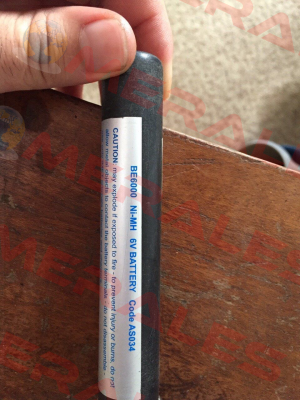 BE6000 Ni-MH 6V BATTERY Code AS034
CAUTION: may explode if exposed to fire - to prevent injury or burns, do not
allow metal objects to contact the battery terminals - do not disassemble -